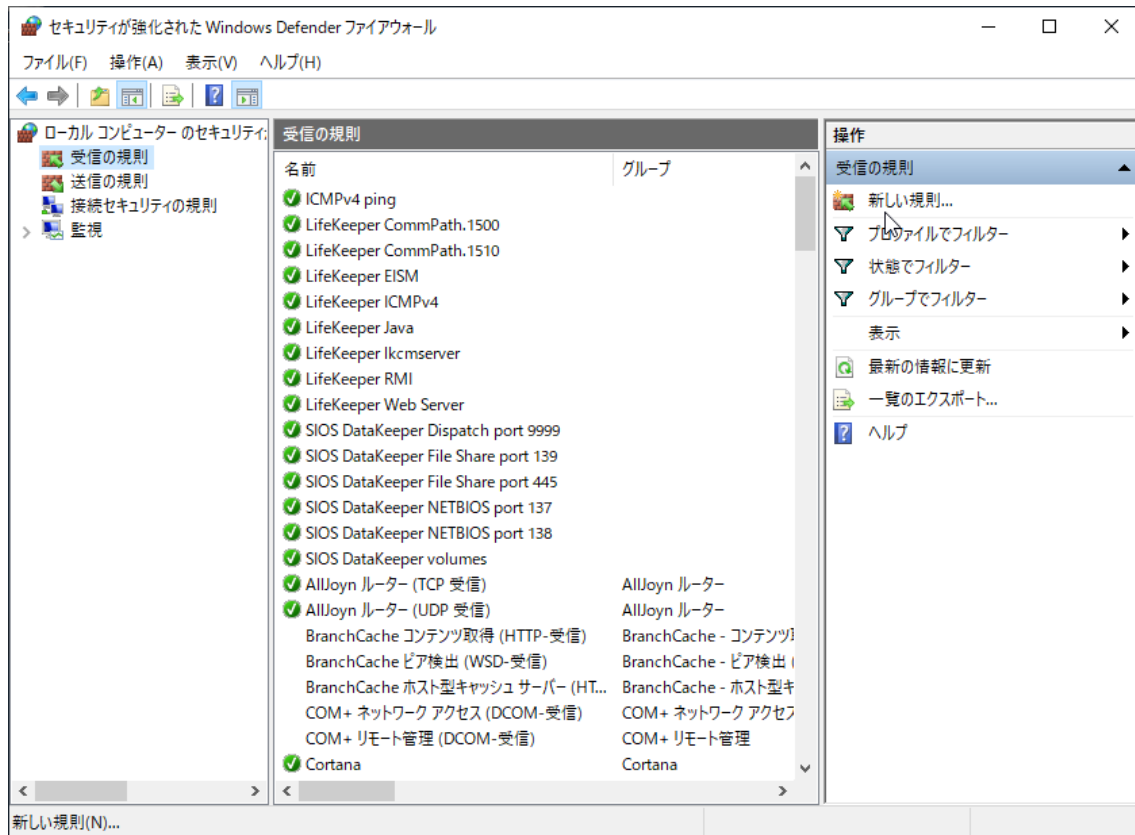 セキュリティが強化された Windows Defender ファイアウォール
ファイル(F) 操作(A) 表示(V) ヘルプ(H)
ローカル コンピューター のセキュリティ
受信の規則
送信の規則
接続セキュリティの規則
監視
受信の規則
名前 グループ
ICMPv4 ping
LifeKeeper CommPath.1500
LifeKeeper CommPath.1510
LifeKeeper EISM
LifeKeeper ICMPv4
LifeKeeper Java
LifeKeeper lkcmserver
LifeKeeper RMI
LifeKeeper Web Server
SIOS DataKeeper Dispatch port 9999
SIOS DataKeeper File Share port 139
SIOS DataKeeper File Share port 445
SIOS DataKeeper NETBIOS port 137
SIOS DataKeeper NETBIOS port 138
SIOS DataKeeper volumes
AllJoyn ルーター (TCP 受信) AllJoyn ルーター
AllJoyn ルーター (UDP 受信) AllJoyn ルーター
BranchCache コンテンツ取得 (HTTP-受信) BranchCache - コンテンツ
BranchCache ピア検出 (WSD-受信) BranchCache - ピア検出 (
BranchCache ホスト型キャッシュ サーバー (HT... BranchCache - ホスト型キ
COM+ ネットワーク アクセス (DCOM-受信) COM+ ネットワーク アクセス
COM+ リモート管理 (DCOM-受信) COM+ リモート管理
Cortana Cortana
操作
受信の規則
新しい規則...
プロファイルでフィルター
状態でフィルター
グループでフィルター
表示
最新の情報に更新
一覧のエクスポート...
ヘルプ
新しい規則(N)...